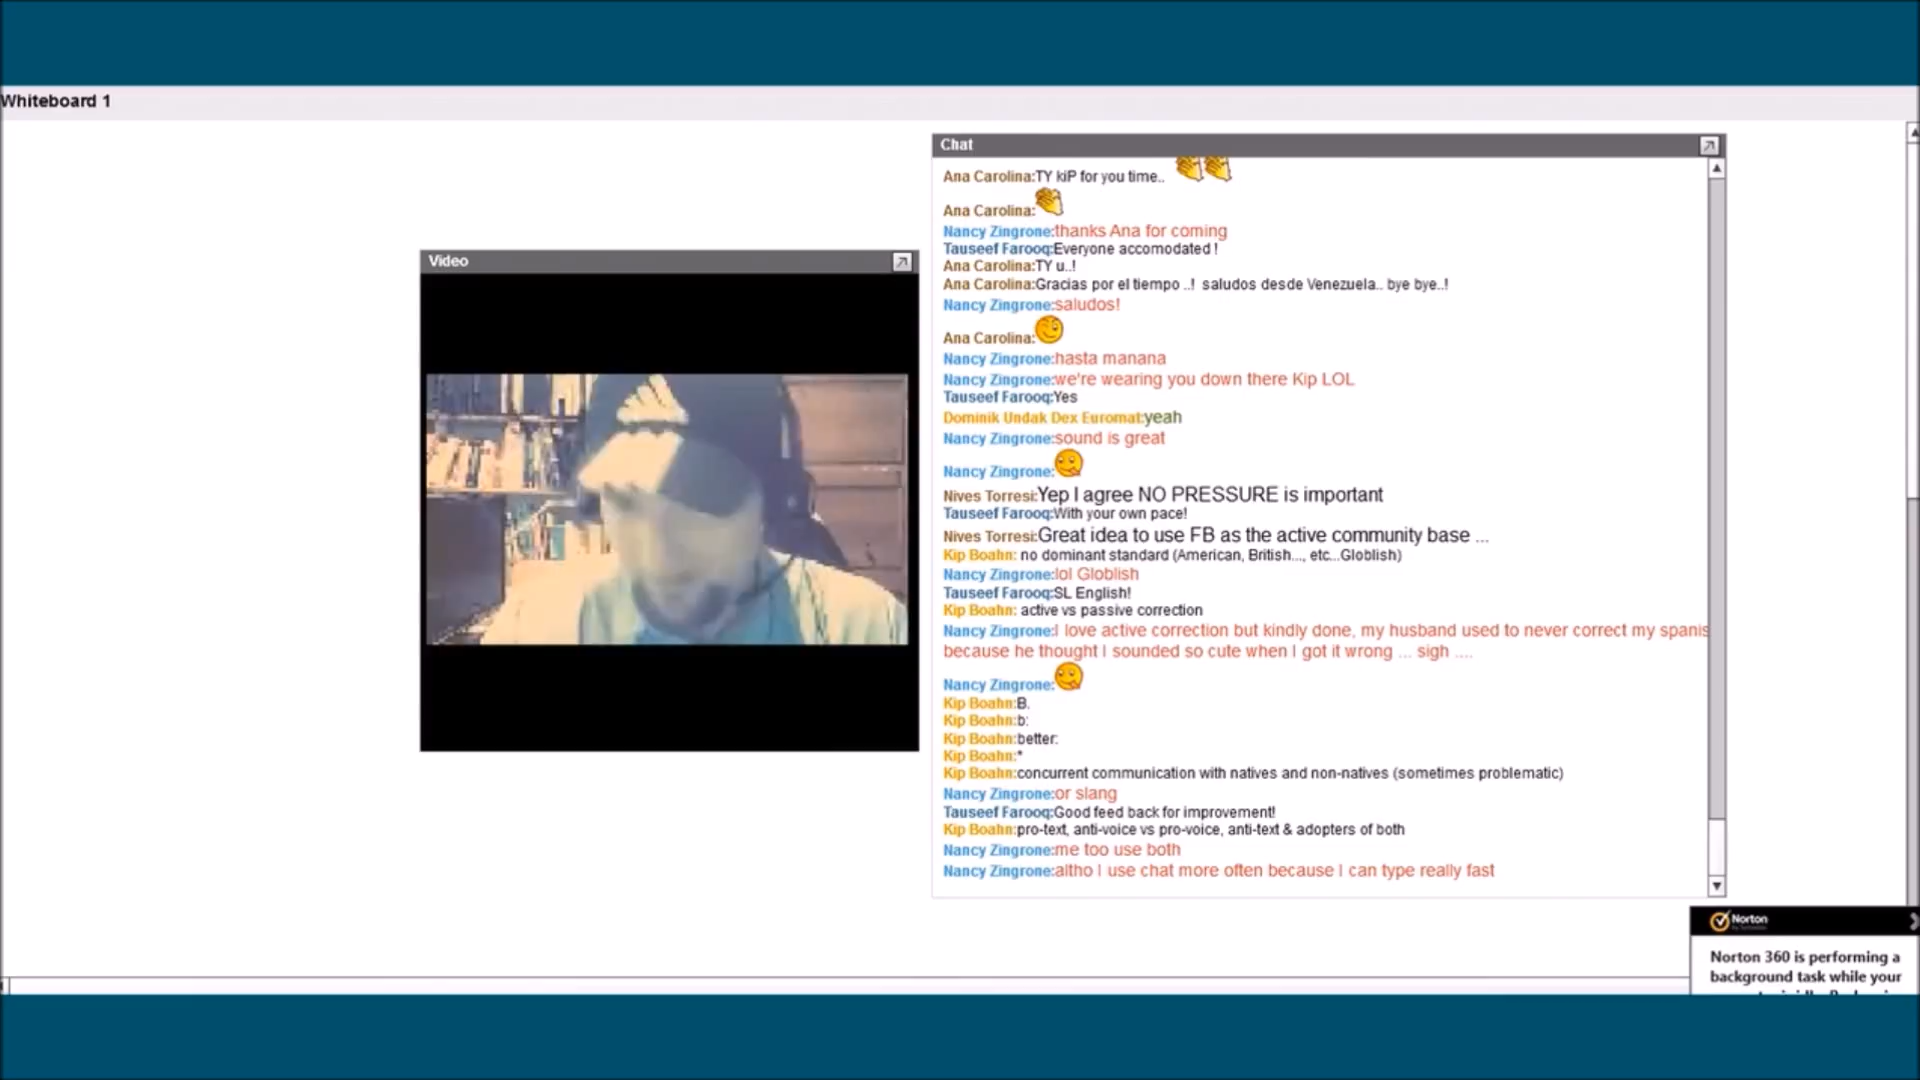 Whiteboard 1
Chat
Ana Carolina:TY kiP for you time..
Ana Carolina:
Nancy Zingrone:thanks Ana for coming
Tauseef Farooq:Everyone accomodated !
Ana Carolina:TY u..!
Ana Carolina:Gracias por el tiempo ..! saludos desde Venezuela.. bye bye..!
Nancy Zingrone:saludos!
Ana Carolina:
Nancy Zingrone:hasta manana
Nancy Zingrone:we're wearing you down there Kip LOL
Tauseef Farooq:Yes
Dominik Undak Dex Euromat:yeah
Nancy Zingrone:sound is great
Nancy Zingrone:
Nives Torresi:Yep I agree NO PRESSURE is important
Tauseef Farooq:With your own pace!
Nives Torresi:Great idea to use FB as the active community base ...
Kip Boahn: no dominant standard (American, British..., etc...Globlish)
Nancy Zingrone:lol Globlish
Tauseef Farooq:SL English!
Kip Boahn: active vs passive correction
Nancy Zingrone:I love active correction but kindly done, my husband used to never correct my spanis
because he thought I sounded so cute when I got it wrong ... sigh ....
Nancy Zingrone:
Kip Boahn:B.
Kip Boahn:b:
Kip Boahn:better:
Kip Boahn:*
Kip Boahn:concurrent communication with natives and non-natives (sometimes problematic)
Nancy Zingrone:or slang
Tauseef Farooq:Good feed back for improvement!
Kip Boahn:pro-text, anti-voice vs pro-voice, anti-text & adopters of both
Nancy Zingrone:me too use both
Nancy Zingrone:altho I use chat more often because I can type really fast
Video
Norton
Norton 360 is performing a
background task while your